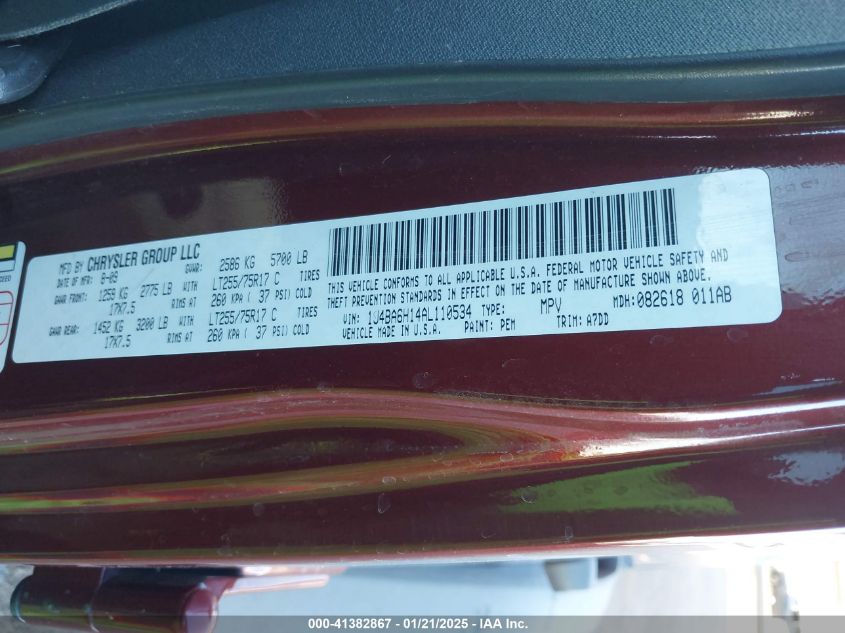 MFD BY CHRYSLER GROUP LLC
DATE OF MFR: 8-09 GVWR: 2586 KG 5700 LB
GAWR FRONT: 1259 KG 2775 LB WITH LT255/75R17 C TIRES
17X7.5 RIMS AT 260 KPA ( 37 PSI) COLD
GAWR REAR: 1452 KG 3200 LB WITH LT255/75R17 C TIRES
17X7.5 RIMS AT 260 KPA ( 37 PSI) COLD
THIS VEHICLE CONFORMS TO ALL APPLICABLE U.S.A. FEDERAL MOTOR VEHICLE SAFETY AND
THEFT PREVENTION STANDARDS IN EFFECT ON THE DATE OF MANUFACTURE SHOWN ABOVE.
VIN: 1J4BA6H14AL110534 TYPE: MPV MDH: 082618 011AB
VEHICLE MADE IN U.S.A. PAINT: PEM TRIM: A7DD
000-41382867 - 01/21/2025 - IAA